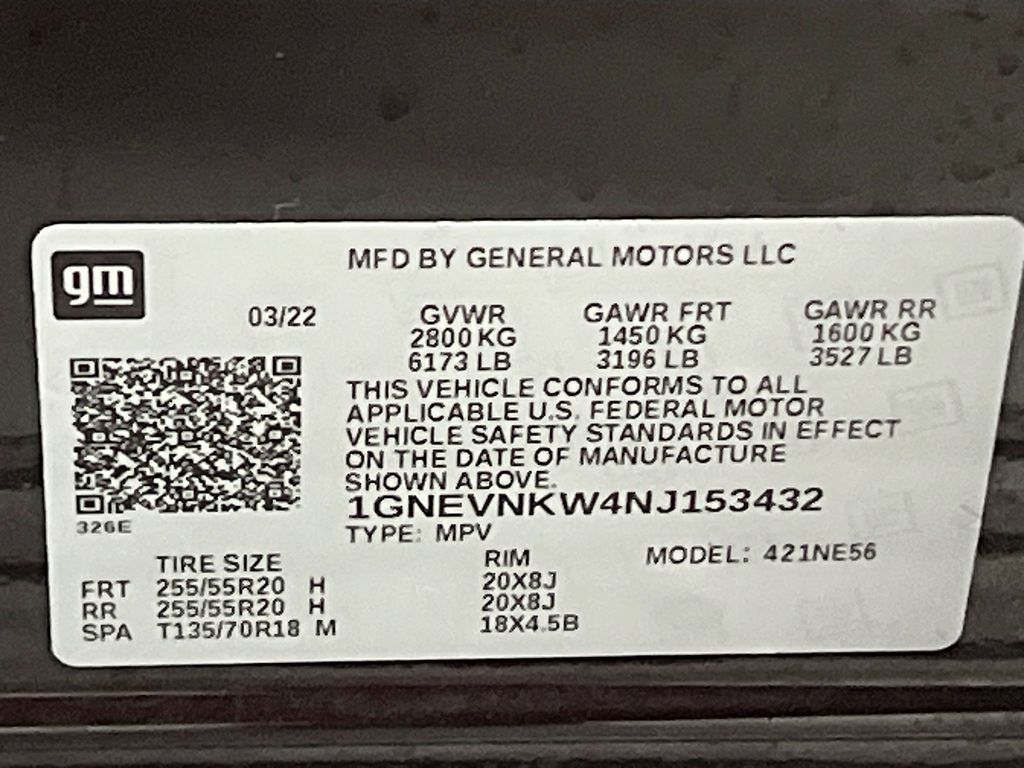 gm
MFD BY GENERAL MOTORS LLC
03/22
GVWR GAWR FRT GAWR RR
2800 KG 1450 KG 1600 KG
6173 LB 3196 LB 3527 LB
THIS VEHICLE CONFORMS TO ALL
APPLICABLE U.S. FEDERAL MOTOR
VEHICLE SAFETY STANDARDS IN EFFECT
ON THE DATE OF MANUFACTURE
SHOWN ABOVE.
1GNEVNKW4NJ153432
326E
TYPE: MPV
TIRE SIZE RIM MODEL: 421NE56
FRT 255/55R20 H 20X8J
RR 255/55R20 H 20X8J
SPA T135/70R18 M 18X4.5B